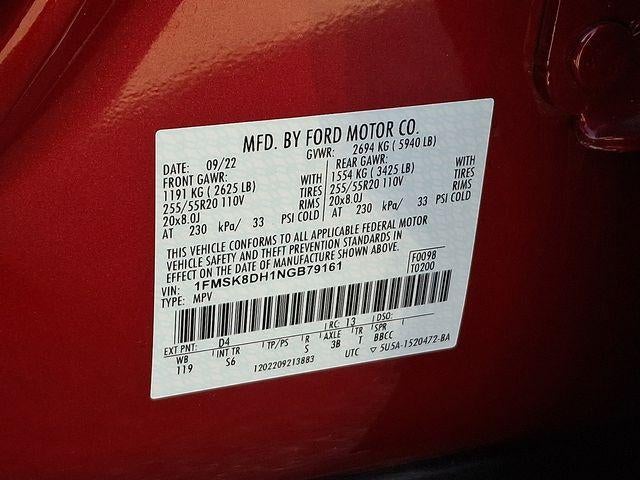 MFD. BY FORD MOTOR CO.
DATE: 09/22 GVWR: 2694 KG ( 5940 LB)
FRONT GAWR: WITH REAR GAWR: WITH
1191 KG ( 2625 LB) TIRES 1554 KG ( 3425 LB) TIRES
255/55R20 110V RIMS 255/55R20 110V RIMS
20x8.0J 20x8.0J
AT 230 kPa/ 33 PSI COLD AT 230 kPa/ 33 PSI COLD
THIS VEHICLE CONFORMS TO ALL APPLICABLE FEDERAL MOTOR
VEHICLE SAFETY AND THEFT PREVENTION STANDARDS IN
EFFECT ON THE DATE OF MANUFACTURE SHOWN ABOVE.
VIN: 1FMSK8DH1NGB79161 F0098
TYPE: MPV T0200
EXT PNT: D4 RC: 13 DSO:
WB INT TR TP/PS R AXLE TR SPR
119 S6 S 3B T BBCC
1202209213883 UTC ▽ 5U5A-1520472-BA